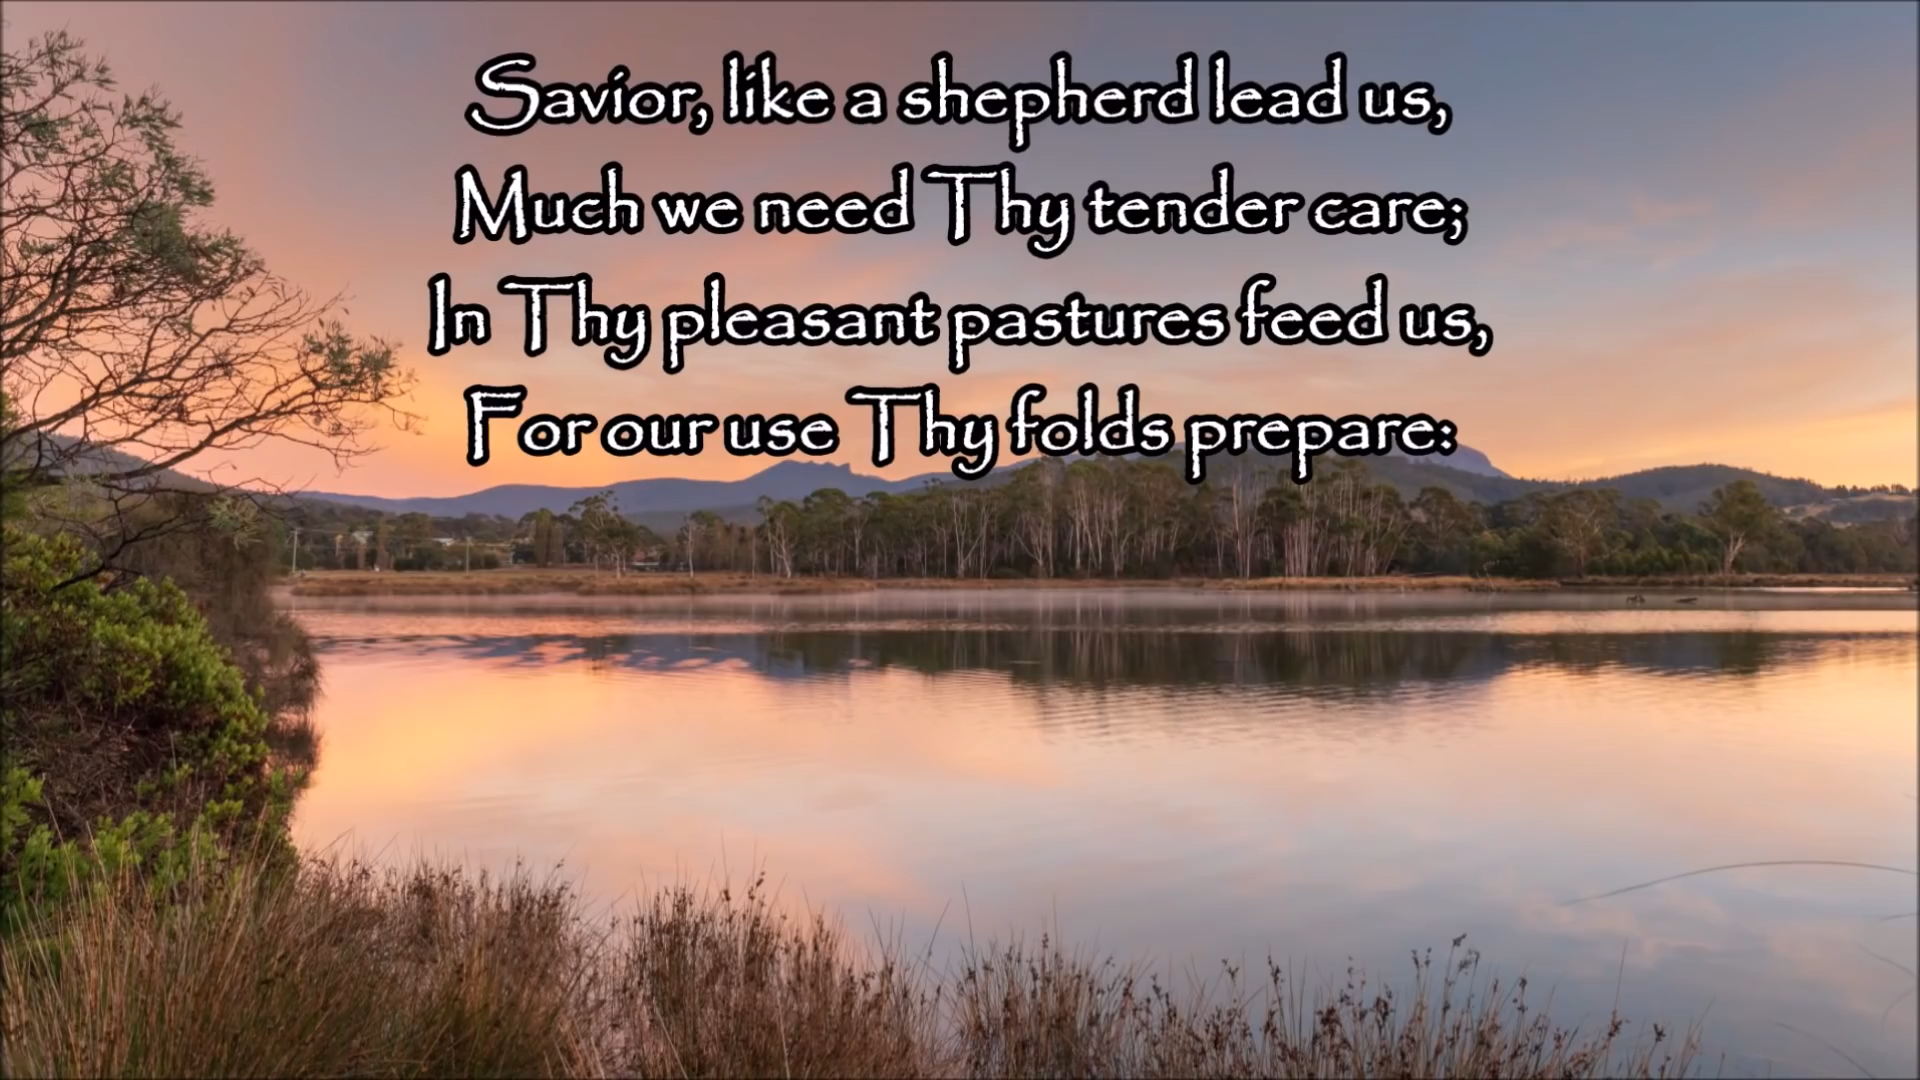 Savior, like a shepherd lead us,
Much we need Thy tender care;
In Thy pleasant pastures feed us,
For our use Thy folds prepare: